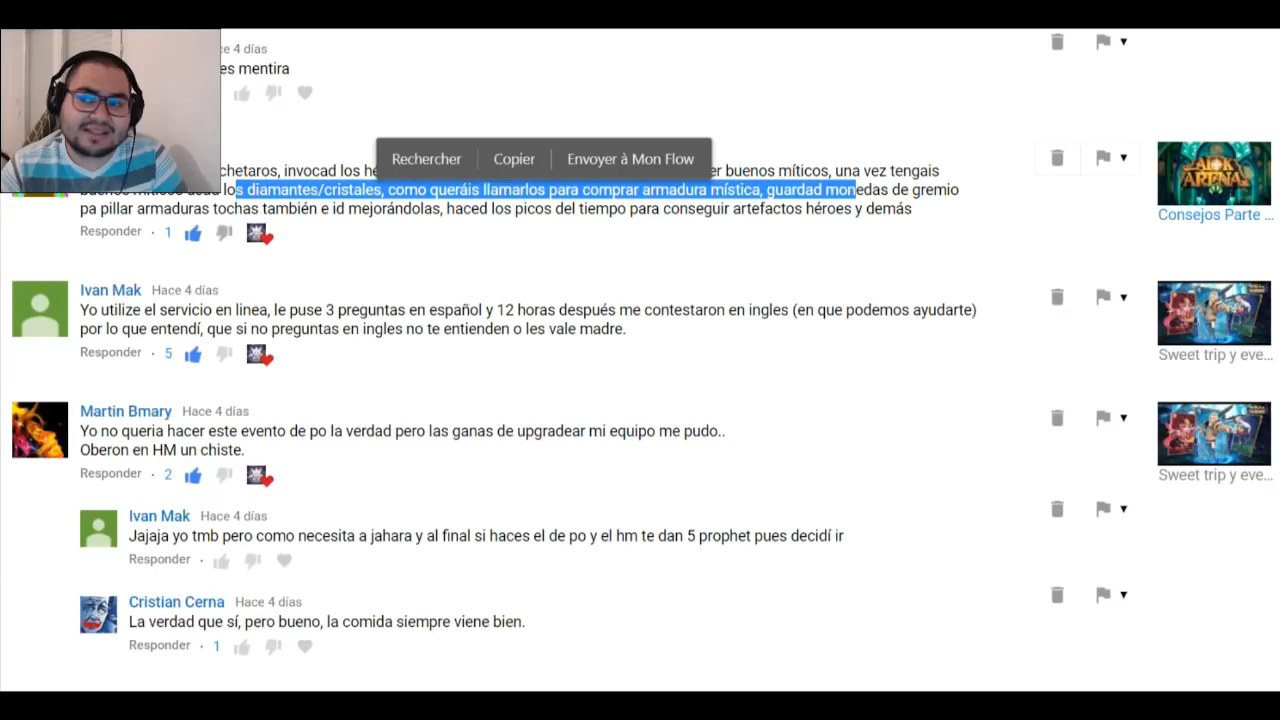 ce 4 días
es mentira
Rechercher Copier Envoyer à Mon Flow
chetaros, invocad los er buenos míticos, una vez tengais
los diamantes/cristales, como queráis llamarlos para comprar armadura mística, guardad monedas de gremio
pa pillar armaduras tochas también e id mejorándolas, haced los picos del tiempo para conseguir artefactos héroes y demás
Responder · 1
Consejos Parte ...
Ivan Mak Hace 4 días
Yo utilize el servicio en linea, le puse 3 preguntas en español y 12 horas después me contestaron en ingles (en que podemos ayudarte)
por lo que entendí, que si no preguntas en ingles no te entienden o les vale madre.
Responder · 5
Sweet trip y eve...
Martin Bmary Hace 4 días
Yo no queria hacer este evento de po la verdad pero las ganas de upgradear mi equipo me pudo..
Oberon en HM un chiste.
Responder · 2
Sweet trip y eve...
Ivan Mak Hace 4 días
Jajaja yo tmb pero como necesita a jahara y al final si haces el de po y el hm te dan 5 prophet pues decidí ir
Responder ·
Cristian Cerna Hace 4 días
La verdad que sí, pero bueno, la comida siempre viene bien.
Responder · 1